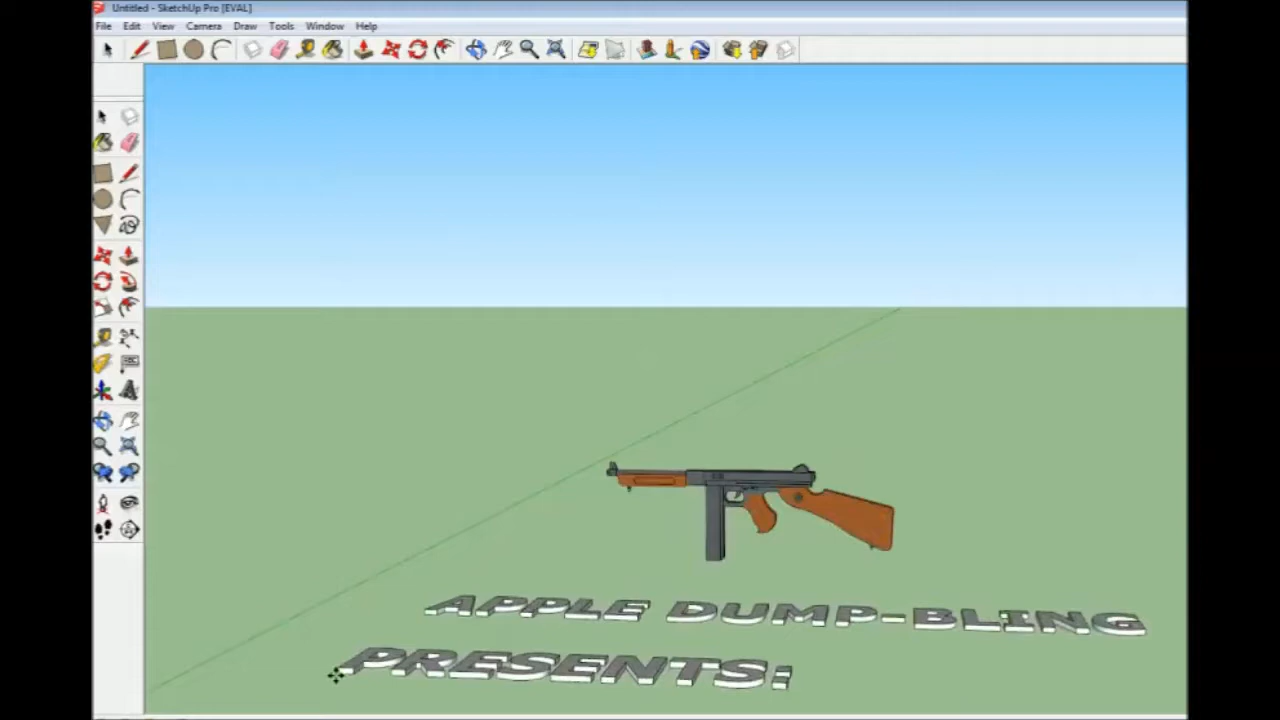 Untitled - SketchUp Pro [EVAL]
File Edit View Camera Draw Tools Window Help
APPLE DUMP-BLING
PRESENTS: